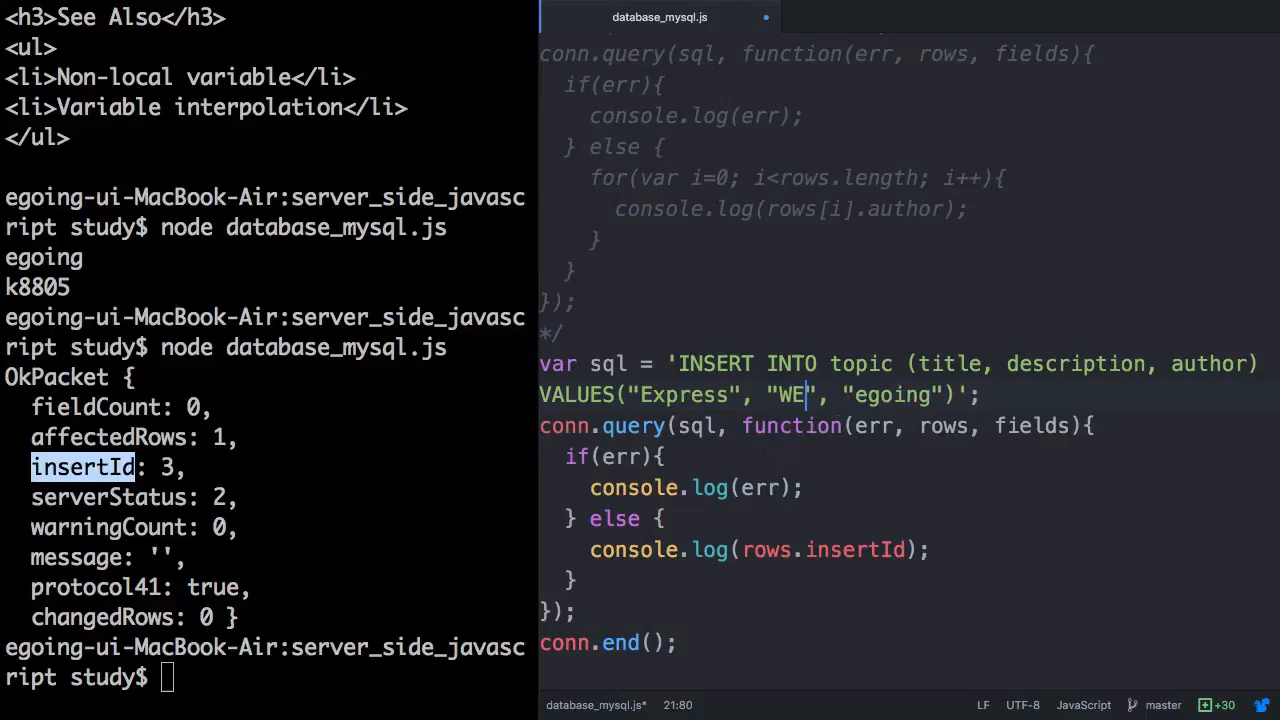 <h3>See Also</h3>
<ul>
<li>Non-local variable</li>
<li>Variable interpolation</li>
</ul>
egoing-ui-MacBook-Air:server_side_javasc
ript study$ node database_mysql.js
egoing
k8805
egoing-ui-MacBook-Air:server_side_javasc
ript study$ node database_mysql.js
OkPacket {
fieldCount: 0,
affectedRows: 1,
insertId: 3,
serverStatus: 2,
warningCount: 0,
message: '',
protocol41: true,
changedRows: 0 }
egoing-ui-MacBook-Air:server_side_javasc
ript study$
database_mysql.js
conn.query(sql, function(err, rows, fields){
if(err){
console.log(err);
} else {
for(var i=0; i<rows.length; i++){
console.log(rows[i].author);
}
}
});
*/
var sql = 'INSERT INTO topic (title, description, author)
VALUES("Express", "WE", "egoing")';
conn.query(sql, function(err, rows, fields){
if(err){
console.log(err);
} else {
console.log(rows.insertId);
}
});
conn.end();
database_mysql.js* 21:80 LF UTF-8 JavaScript master +30